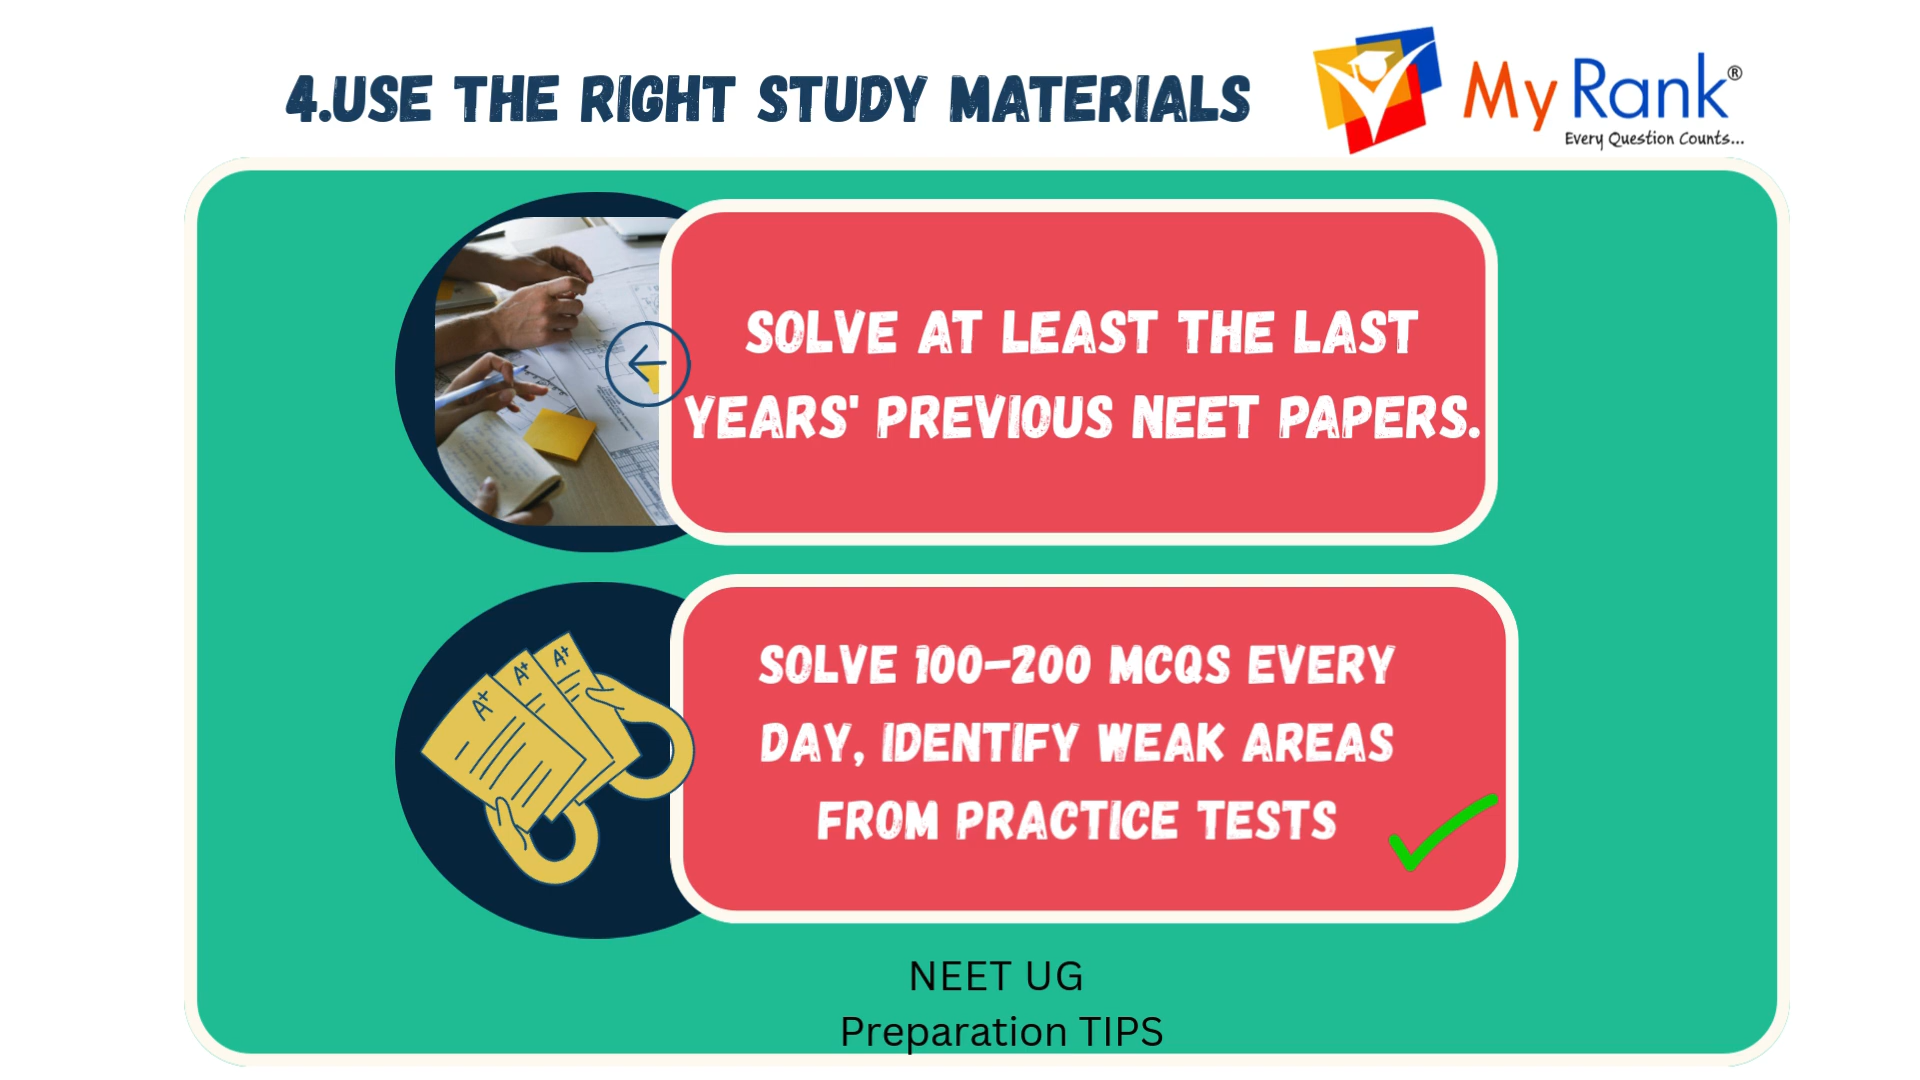 4.USE THE RIGHT STUDY MATERIALS
My Rank®
Every Question Counts...
SOLVE AT LEAST THE LAST
YEARS' PREVIOUS NEET PAPERS.
A+ A+ A+
SOLVE 100-200 MCQS EVERY
DAY, IDENTIFY WEAK AREAS
FROM PRACTICE TESTS
NEET UG
Preparation TIPS